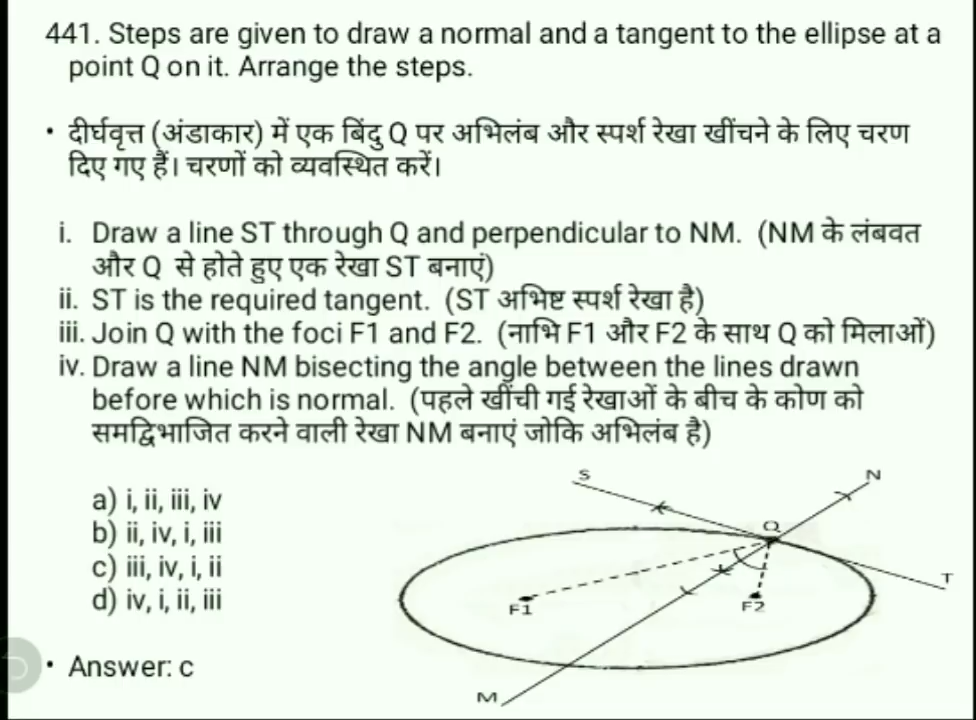 441. Steps are given to draw a normal and a tangent to the ellipse at a
point Q on it. Arrange the steps.
• दीर्घवृत्त (अंडाकार) में एक बिंदु Q पर अभिलंब और स्पर्श रेखा खींचने के लिए चरण
दिए गए हैं। चरणों को व्यवस्थित करें।
i. Draw a line ST through Q and perpendicular to NM. (NM के लंबवत
और Q से होते हुए एक रेखा ST बनाएं)
ii. ST is the required tangent. (ST अभिष्ट स्पर्श रेखा है)
iii. Join Q with the foci F1 and F2. (नाभि F1 और F2 के साथ Q को मिलाओं)
iv. Draw a line NM bisecting the angle between the lines drawn
before which is normal. (पहले खींची गई रेखाओं के बीच के कोण को
समद्विभाजित करने वाली रेखा NM बनाएं जोकि अभिलंब है)
a) i, ii, iii, iv
b) ii, iv, i, iii
c) iii, iv, i, ii
d) iv, i, ii, iii
S
N
Q
T
F1
F2
M
• Answer: c